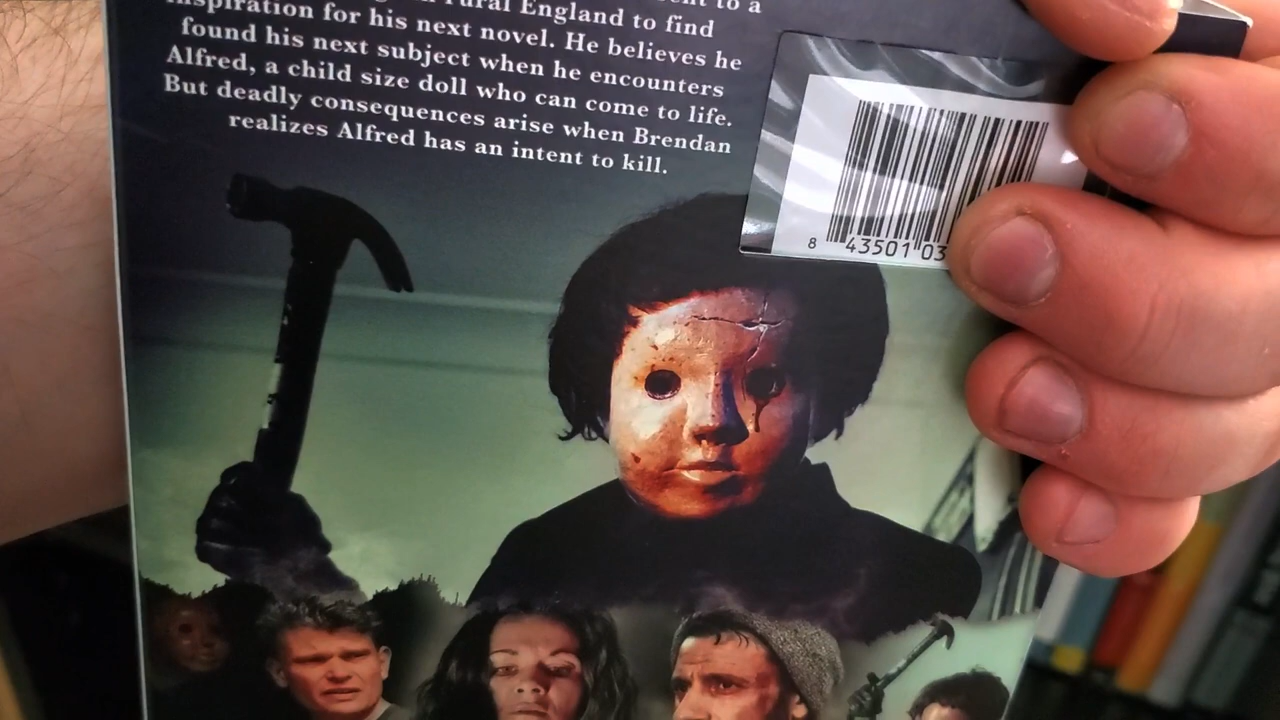 to a
rural England to find
inspiration for his next novel. He believes he
found his next subject when he encounters
Alfred, a child size doll who can come to life.
But deadly consequences arise when Brendan
realizes Alfred has an intent to kill.
8 43501 03